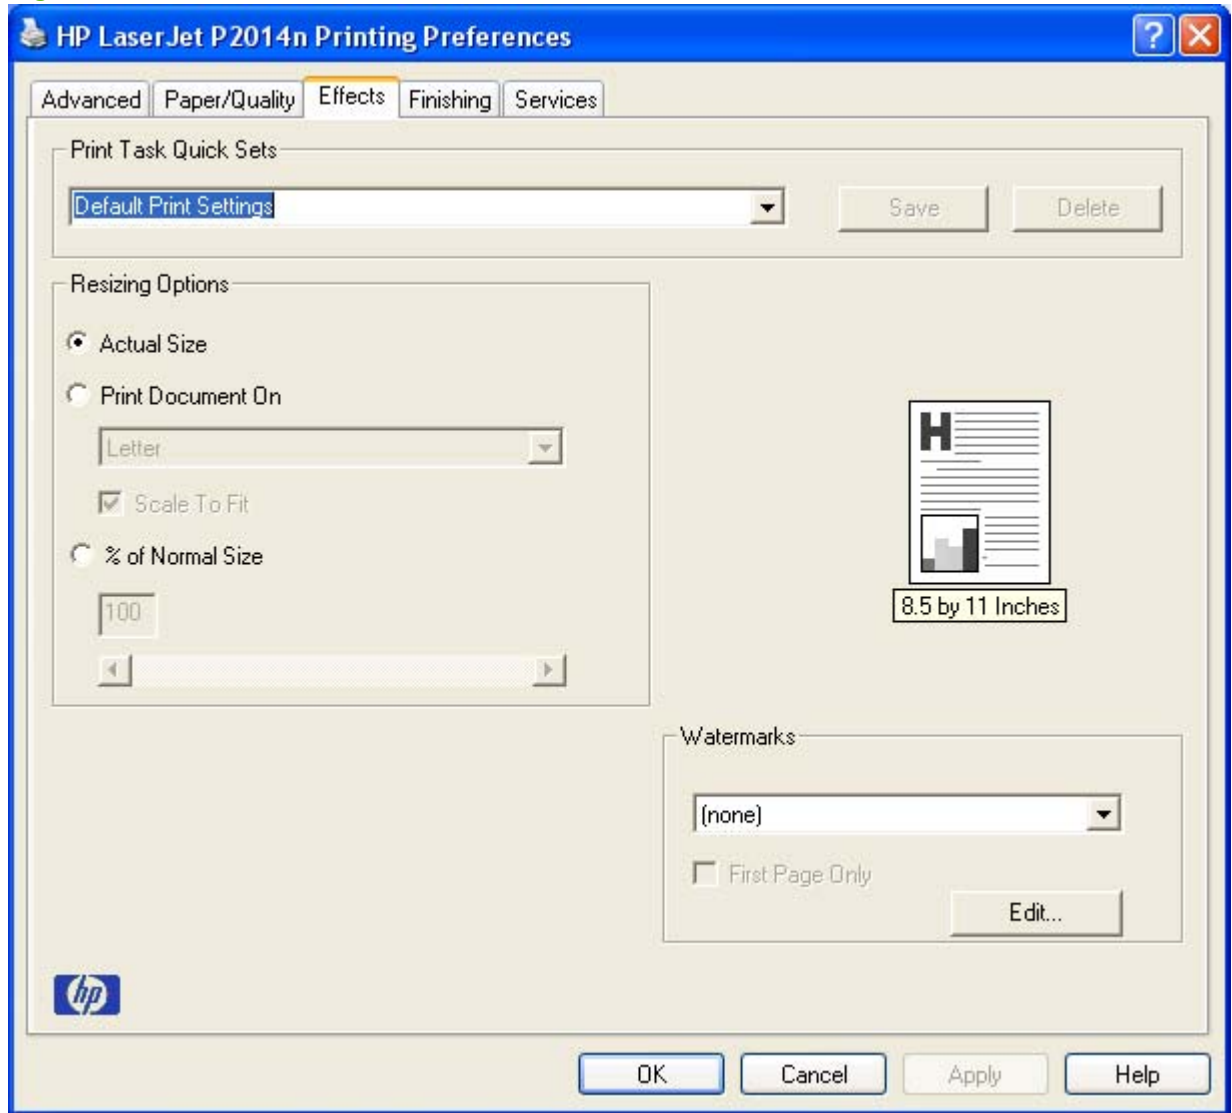 HP LaserJet P2014n Printing Preferences
?
Advanced Paper/Quality Effects Finishing Services
Print Task Quick Sets
Default Print Settings Save Delete
Resizing Options
Actual Size
Print Document On
Letter
Scale To Fit
% of Normal Size
100
H
8.5 by 11 Inches
Watermarks
(none)
First Page Only
Edit...
hp
OK Cancel Apply Help